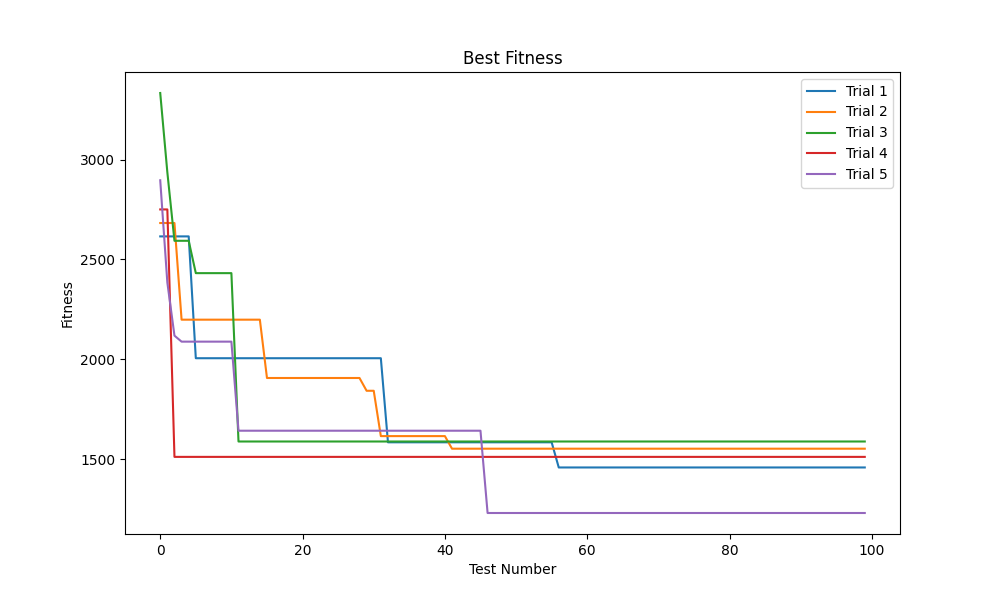 Best Fitness
Fitness
3000
2500
2000
1500
0
20
40
60
80
100
Test Number
Trial 1
Trial 2
Trial 3
Trial 4
Trial 5